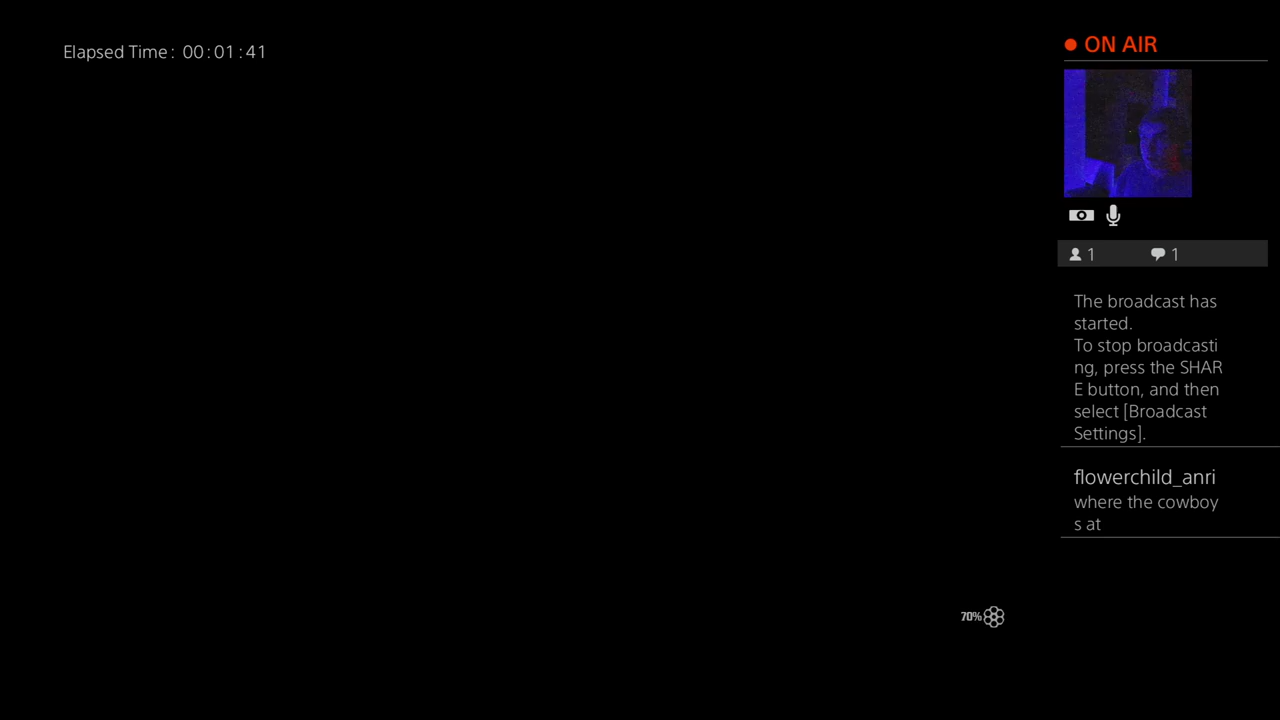 Elapsed Time: 00:01:41
ON AIR
1
1
The broadcast has
started.
To stop broadcasti
ng, press the SHAR
E button, and then
select [Broadcast
Settings].
flowerchild_anri
where the cowboy
s at
70%